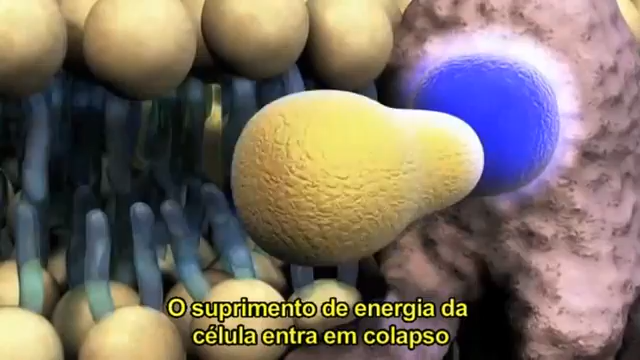 O suprimento de energia da
célula entra em colapso